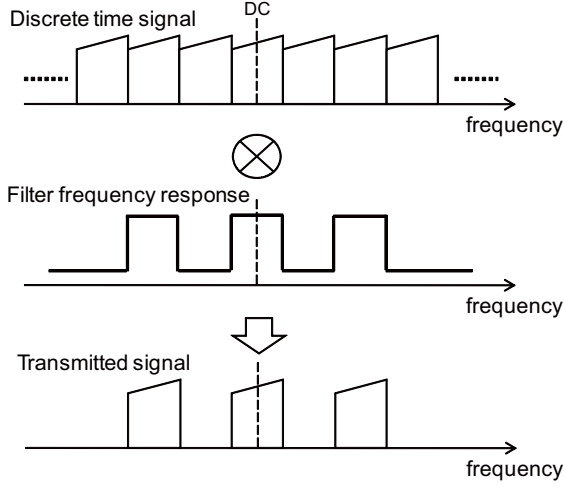 DC
Discrete time signal
frequency
Filter frequency response
frequency
Transmitted signal
frequency